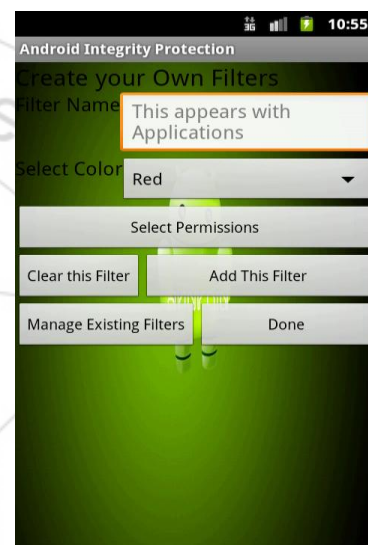 3G 10:55
Android Integrity Protection
Create your Own Filters
Filter Name
This appears with
Applications
Select Color
Red
Select Permissions
Clear this Filter
Add This Filter
Manage Existing Filters
Done